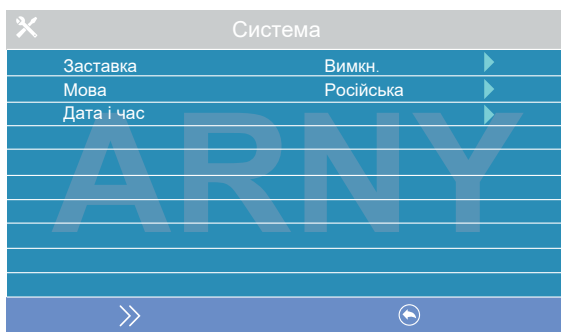 Система
Заставка Вимкн.
Мова Російська
Дата і час
ARNY